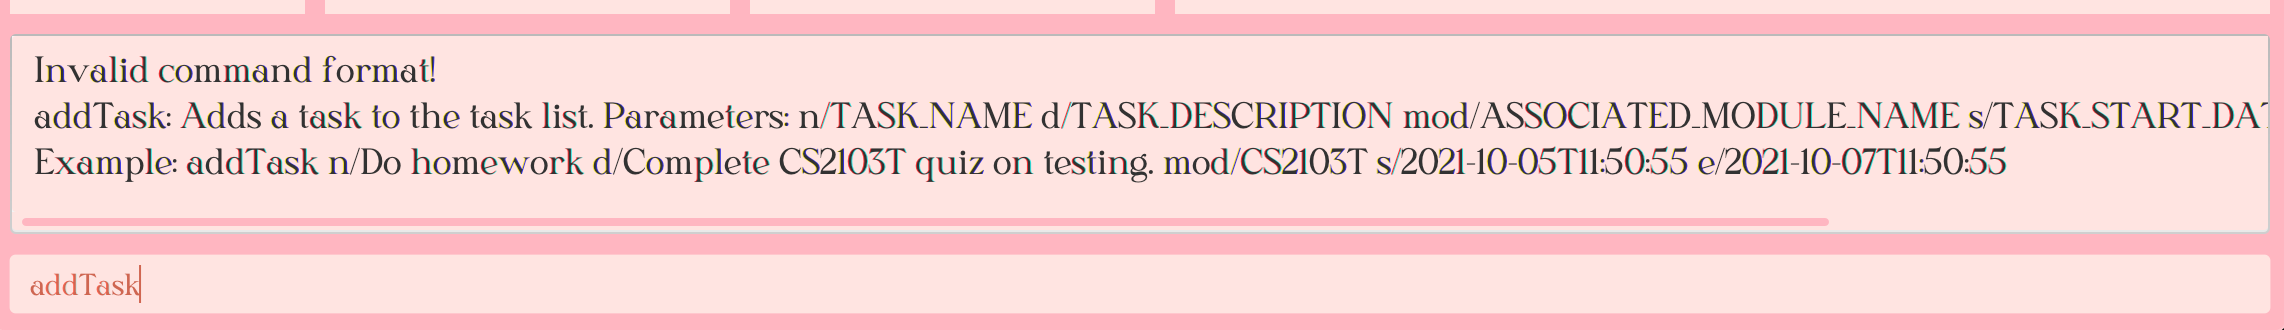 Invalid command format!
addTask: Adds a task to the task list. Parameters: n/TASK_NAME d/TASK_DESCRIPTION mod/ASSOCIATED_MODULE_NAME s/TASK_START_DA
Example: addTask n/Do homework d/Complete CS2103T quiz on testing. mod/CS2103T s/2021-10-05T11:50:55 e/2021-10-07T11:50:55
addTask